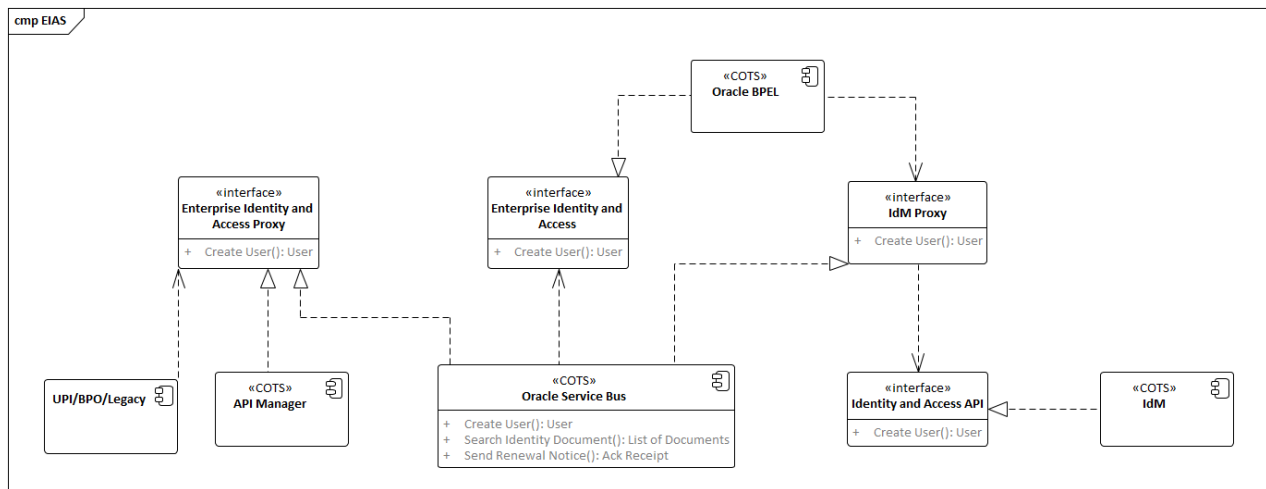 cmp EIAS
«COTS»
Oracle BPEL
«interface»
Enterprise Identity and
Access Proxy
+ Create User(): User
«interface»
Enterprise Identity and
Access
+ Create User(): User
«interface»
IdM Proxy
+ Create User(): User
UPI/BPO/Legacy
«COTS»
API Manager
«COTS»
Oracle Service Bus
+ Create User(): User
+ Search Identity Document(): List of Documents
+ Send Renewal Notice(): Ack Receipt
«interface»
Identity and Access API
+ Create User(): User
«COTS»
IdM